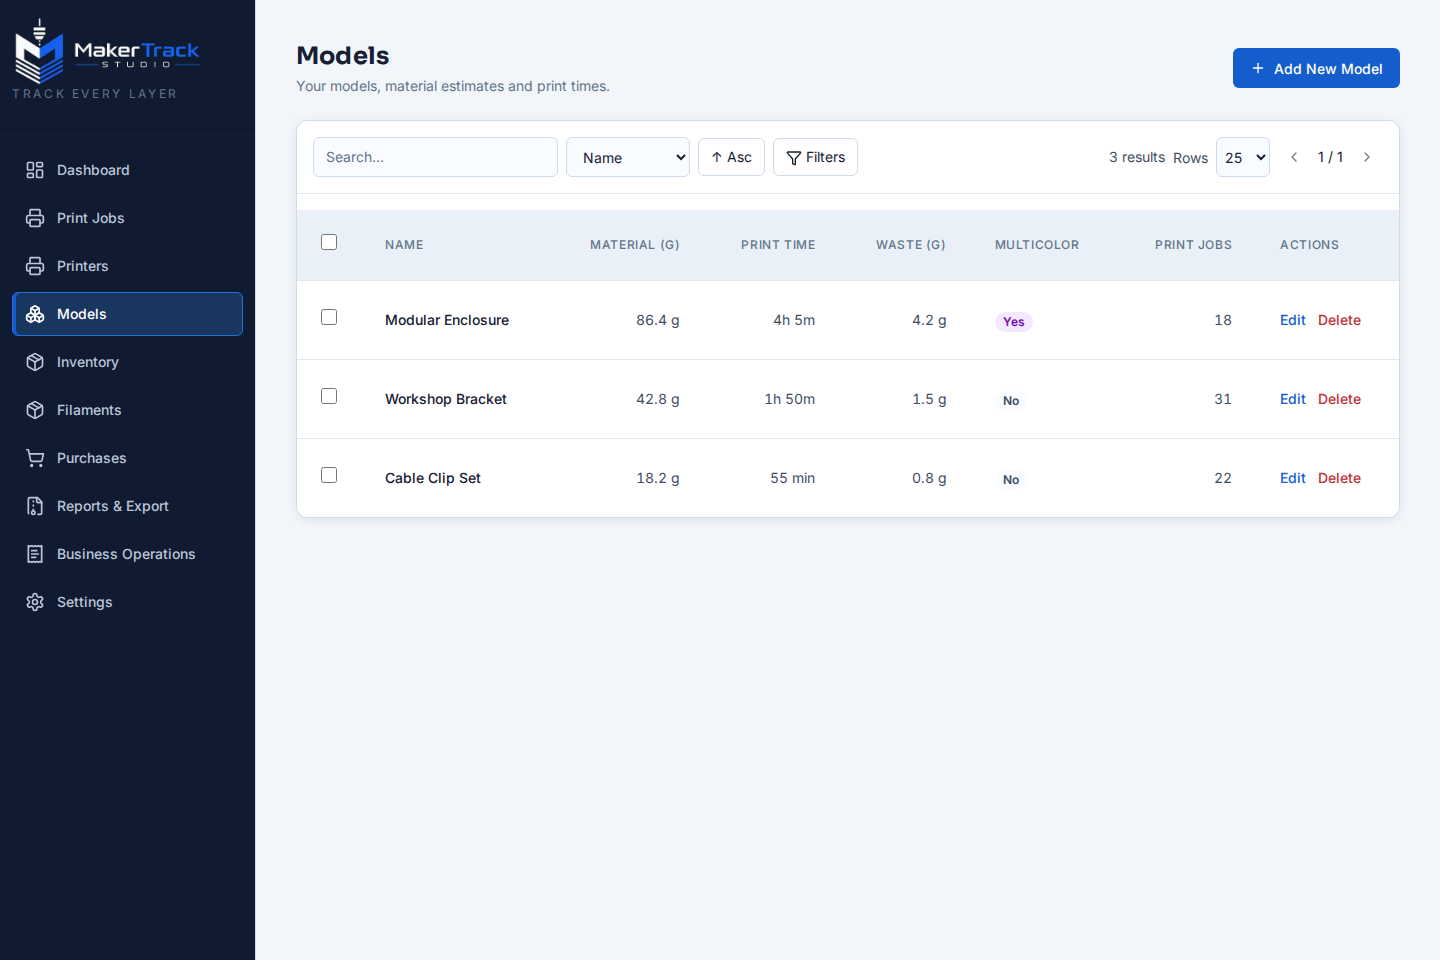 MakerTrack
STUDIO
TRACK EVERY LAYER
Dashboard
Print Jobs
Printers
Models
Inventory
Filaments
Purchases
Reports & Export
Business Operations
Settings
Models
Your models, material estimates and print times.
+ Add New Model
Search... Name ↑ Asc Filters 3 results Rows 25 < 1 / 1 >
NAME MATERIAL (G) PRINT TIME WASTE (G) MULTICOLOR PRINT JOBS ACTIONS
Modular Enclosure 86.4 g 4h 5m 4.2 g Yes 18 Edit Delete
Workshop Bracket 42.8 g 1h 50m 1.5 g No 31 Edit Delete
Cable Clip Set 18.2 g 55 min 0.8 g No 22 Edit Delete